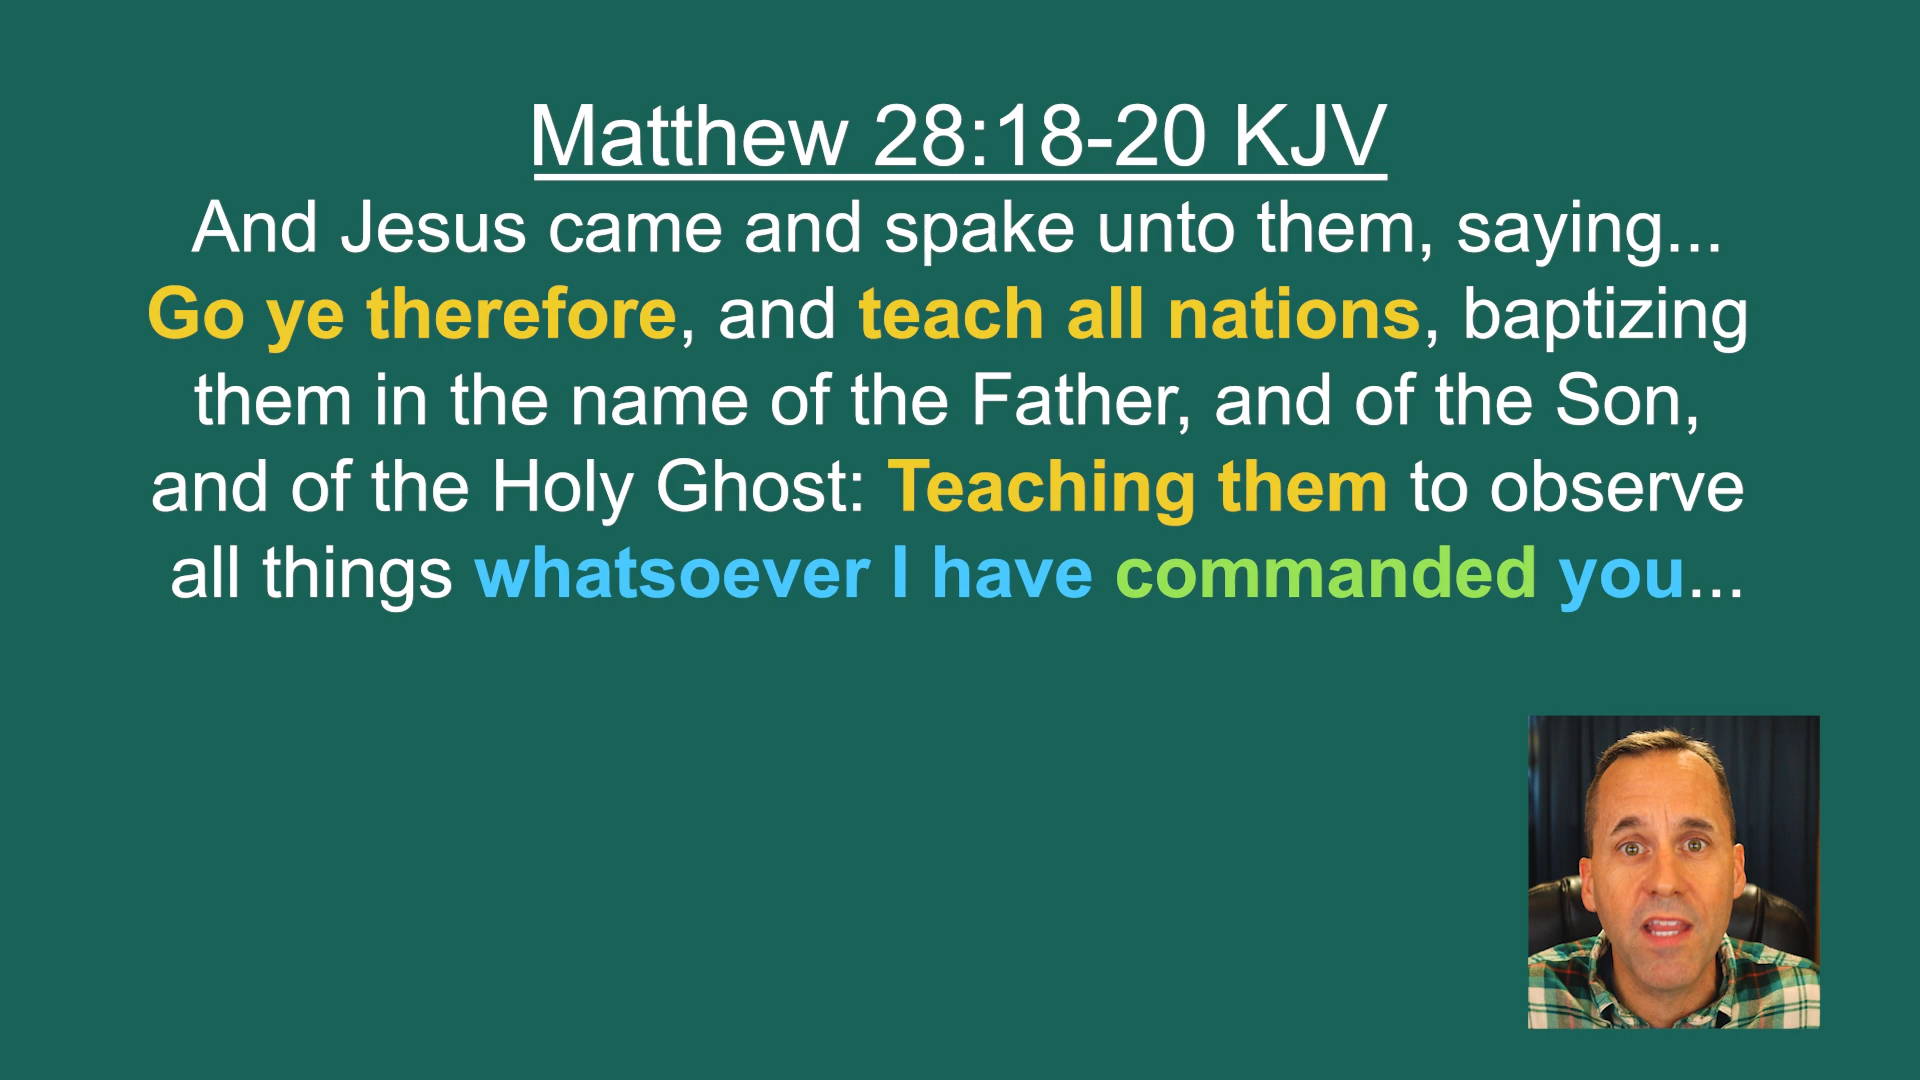 Matthew 28:18-20 KJV
And Jesus came and spake unto them, saying...
Go ye therefore, and teach all nations, baptizing
them in the name of the Father, and of the Son,
and of the Holy Ghost: Teaching them to observe
all things whatsoever I have commanded you...